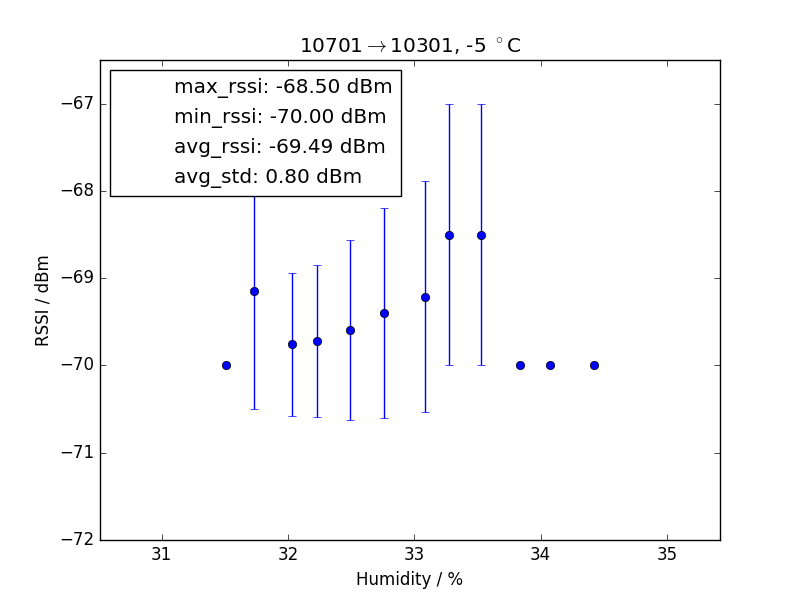 10701→10301, -5 °C
max_rssi: -68.50 dBm
min_rssi: -70.00 dBm
avg_rssi: -69.49 dBm
avg_std: 0.80 dBm
RSSI / dBm
−67
−68
−69
−70
−71
−72
31 32 33 34 35
Humidity / %